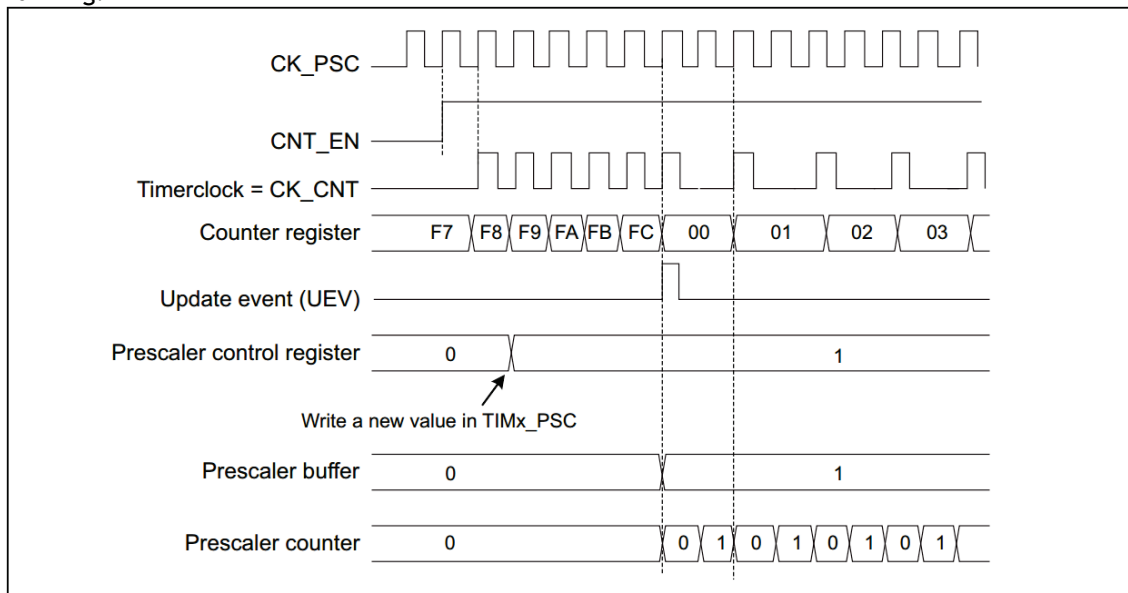 CK_PSC
CNT_EN
Timerclock = CK_CNT
Counter register F7 F8 F9 FA FB FC 00 01 02 03
Update event (UEV)
Prescaler control register 0 1
Write a new value in TIMx_PSC
Prescaler buffer 0 1
Prescaler counter 0 0 1 0 1 0 1 0 1